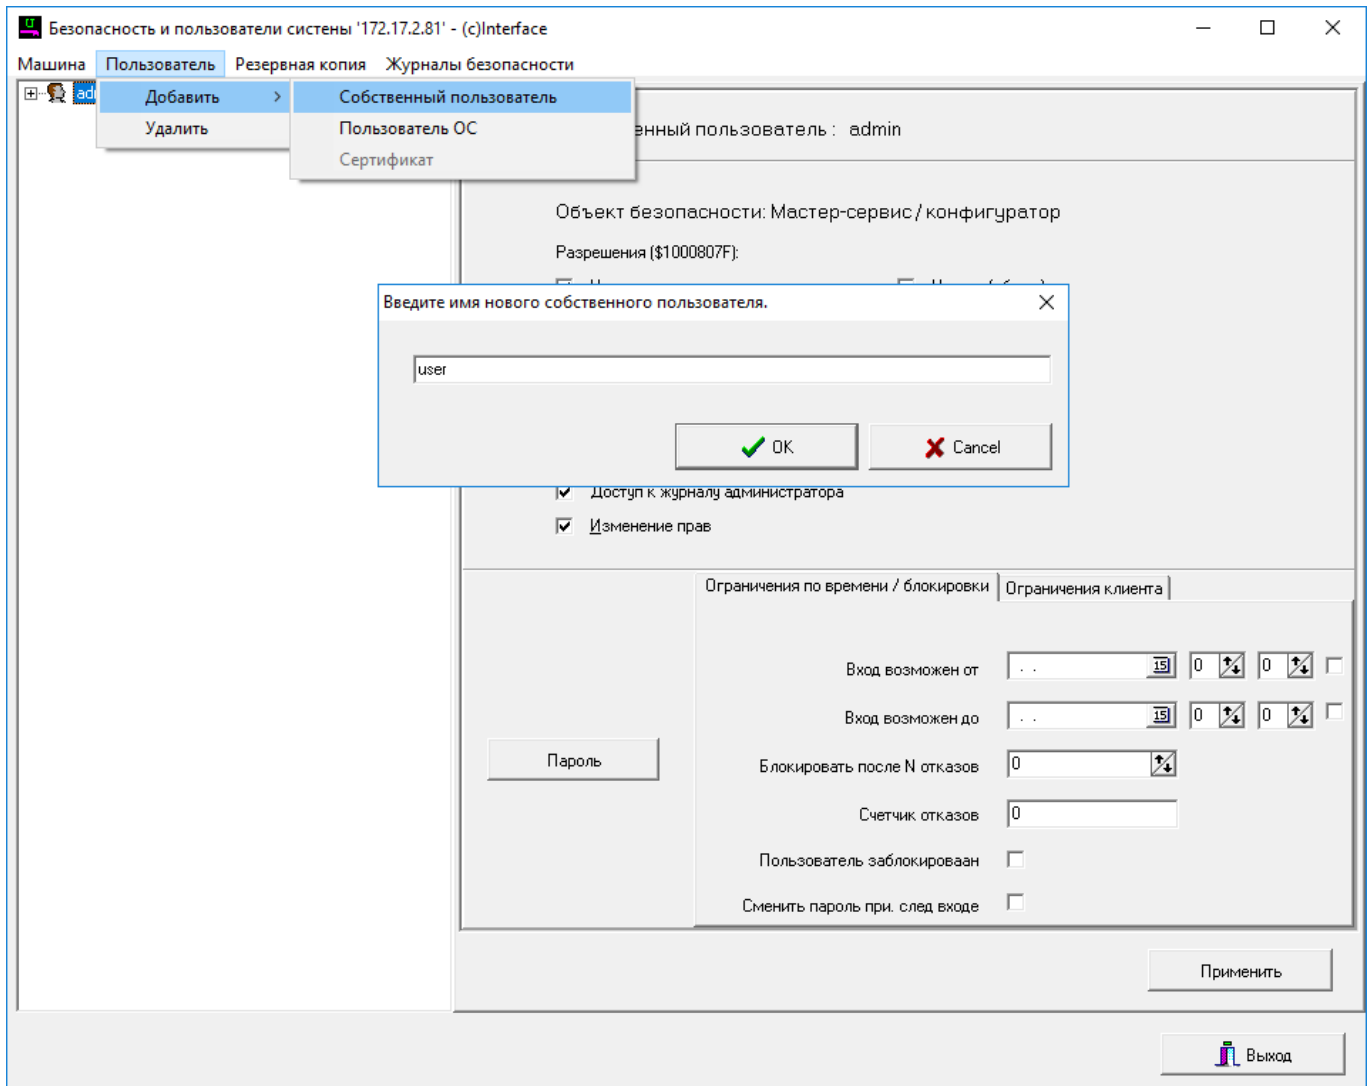 Безопасность и пользователи системы '172.17.2.81' - (c)Interface
Машина Пользователь Резервная копия Журналы безопасности
Добавить
Удалить
Собственный пользователь
Пользователь ОС
Сертификат
енный пользователь : admin
Объект безопасности: Мастер-сервис / конфигуратор
Разрешения ($1000807F):
Введите имя нового собственного пользователя.
user
OK Cancel
Доступ к журналу администратора
Изменение прав
Ограничения по времени / блокировки Ограничения клиента
Вход возможен от . . 15 0 0
Вход возможен до . . 15 0 0
Пароль
Блокировать после N отказов 0
Счетчик отказов 0
Пользователь заблокироваан
Сменить пароль при. след входе
Применить
Выход